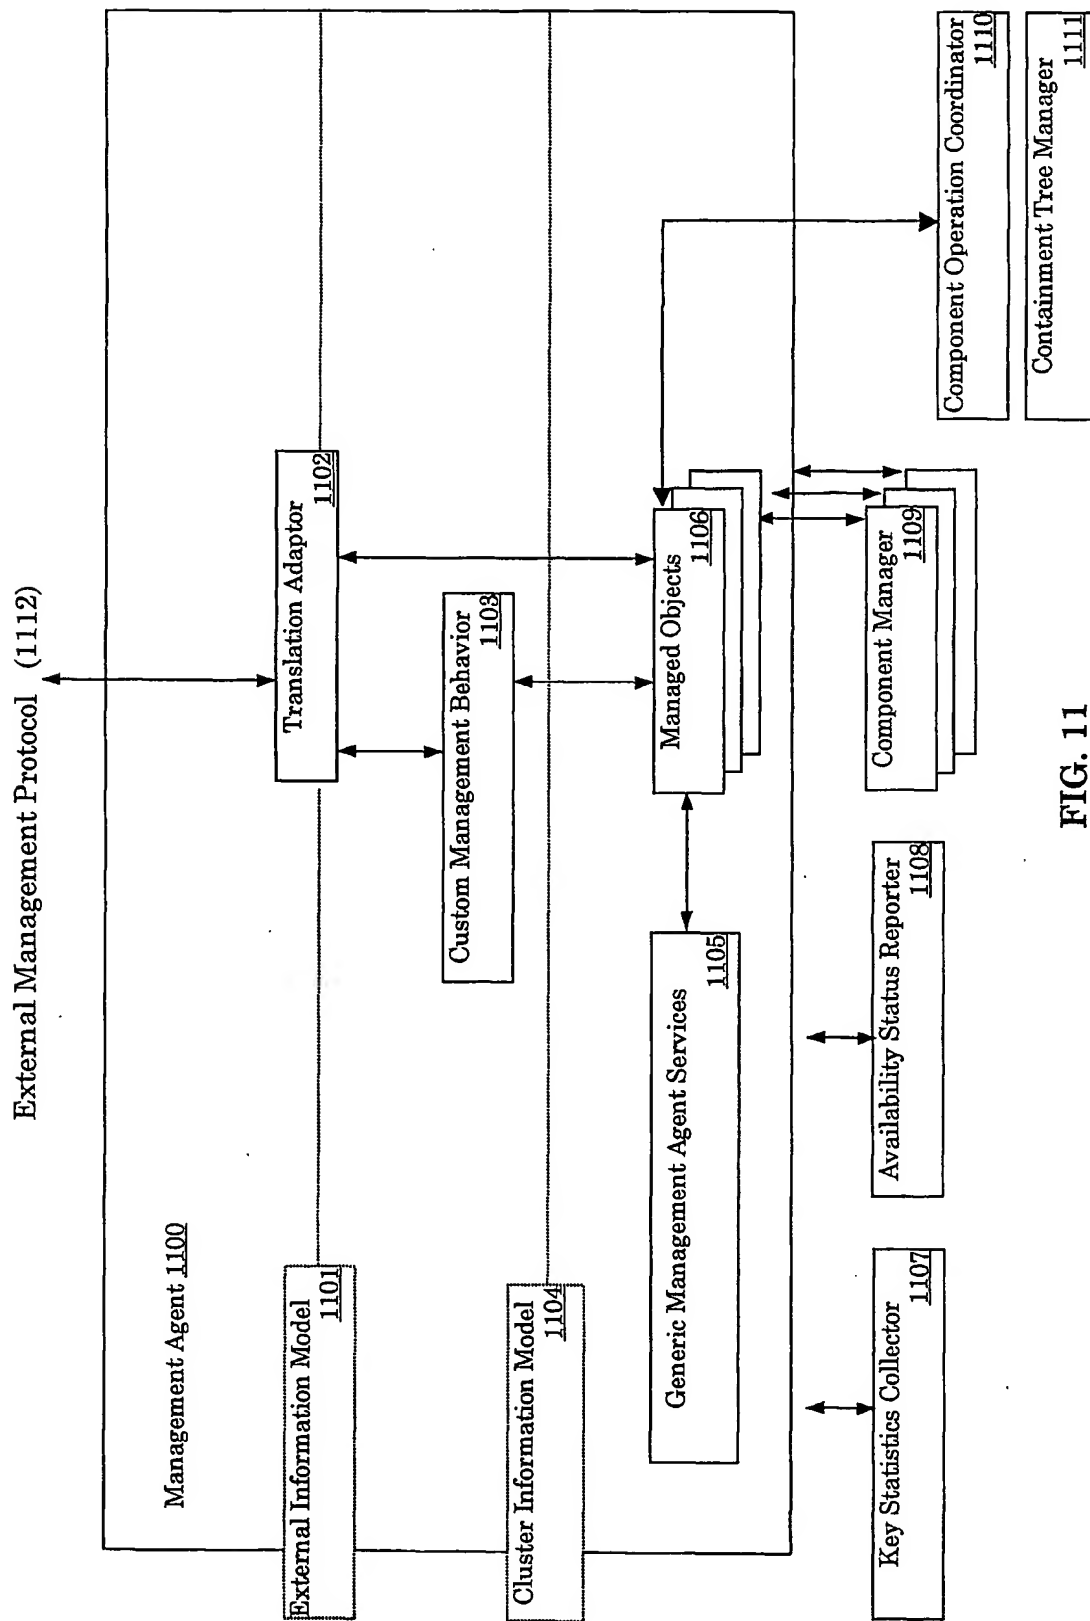 External Management Protocol (1112)
Management Agent 1100
External Information Model
1101
Translation Adaptor
1102
Custom Management Behavior
1103
Cluster Information Model
1104
Generic Management Agent Services
1105
Managed Objects
1106
Key Statistics Collector
1107
Availability Status Reporter
1108
Component Manager
1109
Component Operation Coordinator
1110
Containment Tree Manager
1111
FIG. 11